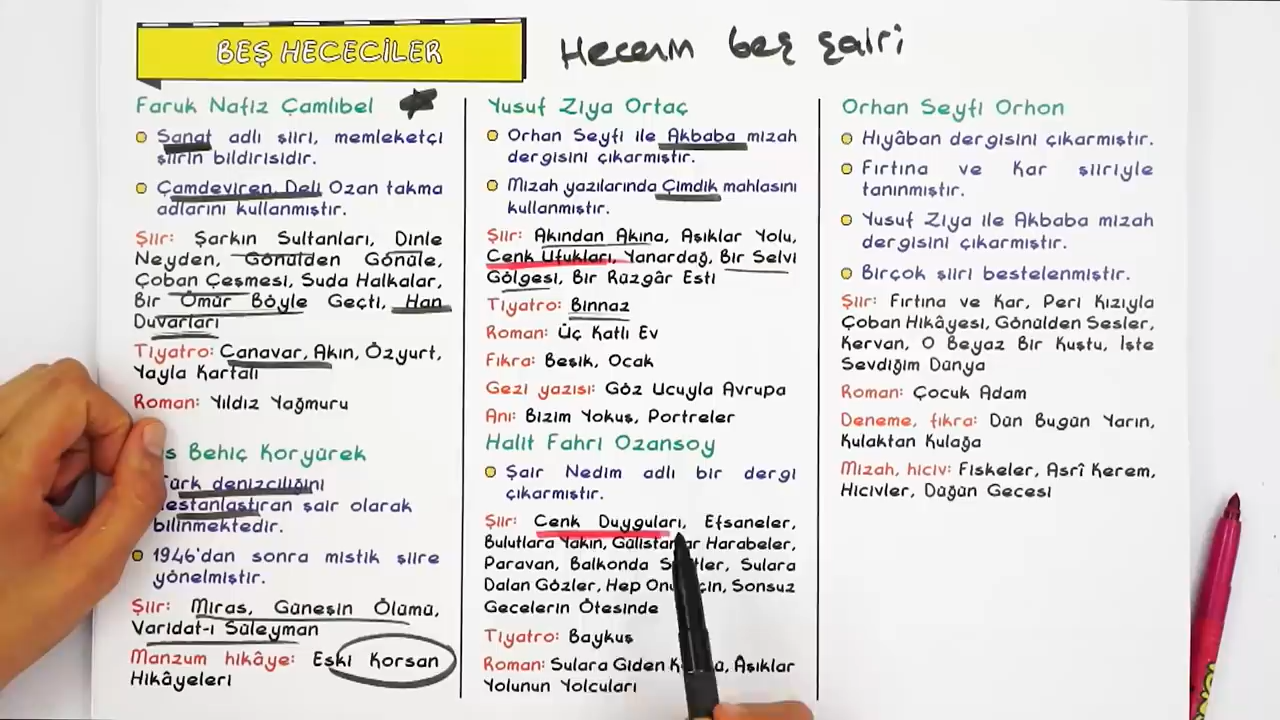 BEŞ HECECİLER
Hecenin beş şairi
Faruk Nafiz Çamlıbel
Sanat adlı şiiri, memleketçi
şiirin bildirisidir.
Çamdeviren, Deli Ozan takma
adlarını kullanmıştır.
Şiir: Şarkın Sultanları, Dinle
Neyden, Gönülden Gönüle,
Çoban Çeşmesi, Suda Halkalar,
Bir Ömür Böyle Geçti, Han
Duvarları
Tiyatro: Canavar, Akın, Özyurt,
Yayla Kartalı
Roman: Yıldız Yağmuru
Behiç Koryürek
Türk denizciliğini
destanlaştıran şair olarak
bilinmektedir.
1946'dan sonra mistik şiire
yönelmiştir.
Şiir: Miras, Güneşin Ölümü,
Varidat-ı Süleyman
Manzum hikâye: Eski Korsan
Hikâyeleri
Yusuf Ziya Ortaç
Orhan Seyfi ile Akbaba mizah
dergisini çıkarmıştır.
Mizah yazılarında Çimdik mahlasını
kullanmıştır.
Şiir: Akından Akına, Aşıklar Yolu,
Cenk Ufukları, Yanardağ, Bir Selvi
Gölgesi, Bir Rüzgâr Esti
Tiyatro: Binnaz
Roman: Üç Katlı Ev
Fıkra: Beşik, Ocak
Gezi yazısı: Göz Ucuyla Avrupa
Anı: Bizim Yokuş, Portreler
Halit Fahri Ozansoy
Şair Nedim adlı bir dergi
çıkarmıştır.
Şiir: Cenk Duyguları, Efsaneler,
Bulutlara Yakın, Gülistanlar Harabeler,
Paravan, Balkonda Saatler, Sulara
Dalan Gözler, Hep Onun İçin, Sonsuz
Gecelerin Ötesinde
Tiyatro: Baykuş
Roman: Sulara Giden Köprü, Âşıklar
Yolunun Yolcuları
Orhan Seyfi Orhon
Hıyâban dergisini çıkarmıştır.
Fırtına ve Kar şiiriyle
tanınmıştır.
Yusuf Ziya ile Akbaba mizah
dergisini çıkarmıştır.
Birçok şiiri bestelenmiştir.
Şiir: Fırtına ve Kar, Peri Kızıyla
Çoban Hikâyesi, Gönülden Sesler,
Kervan, O Beyaz Bir Kuştu, İşte
Sevdiğim Dünya
Roman: Çocuk Adam
Deneme, fıkra: Dün Bugün Yarın,
Kulaktan Kulağa
Mizah, hiciv: Fiskeler, Asrî Kerem,
Hicivler, Düğün Gecesi